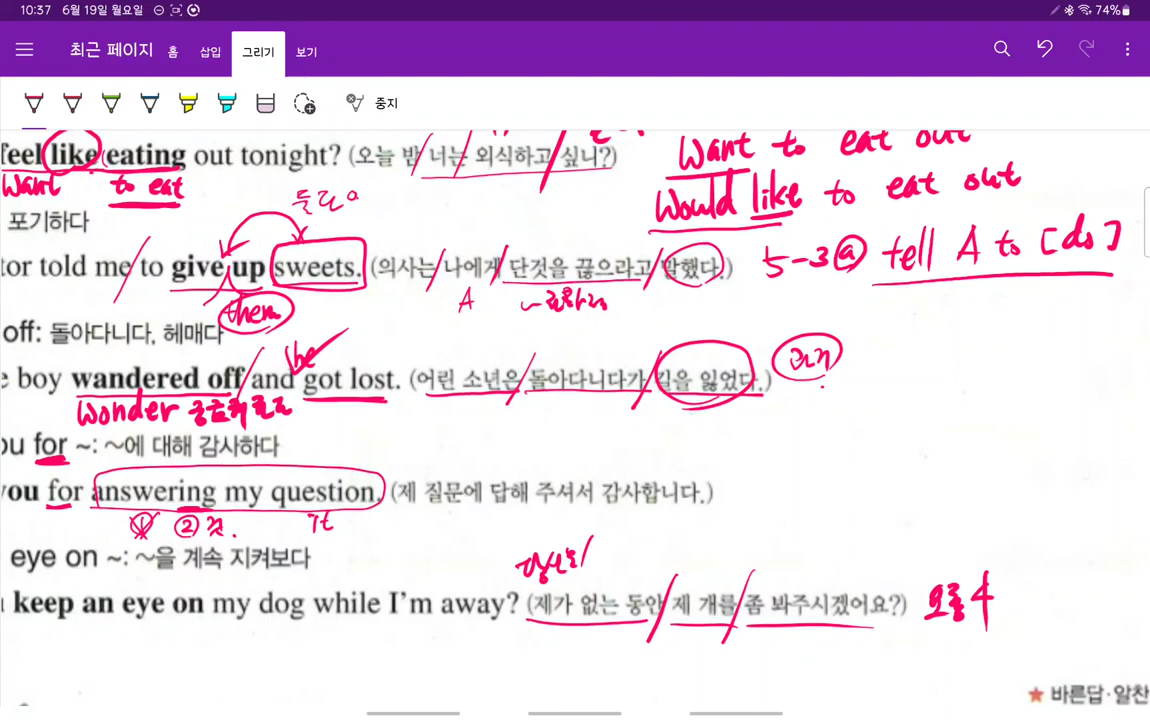 10:37 6월 19일 월요일 74%
최근 페이지 홈 삽입 그리기 보기
중지
Want to eat out
feel like eating out tonight? (오늘 밤 너는 외식하고 싶니?)
Want to eat
Would like to eat out
포기하다
5-3@ tell A to [do]
tor told me to give up sweets. (의사는 나에게 단것을 끊으라고 말했다.)
them A
off: 돌아다니다, 헤매다
he
e boy wandered off and got lost. (어린 소년은 돌아다니다가 길을 잃었다.) 과거
wonder
ou for ~: ~에 대해 감사하다
you for answering my question. (제 질문에 답해 주셔서 감사합니다.)
① ② 것.
eye on ~: ~을 계속 지켜보다
keep an eye on my dog while I'm away? (제가 없는 동안 제 개를 좀 봐주시겠어요?)
★ 바른답·알찬